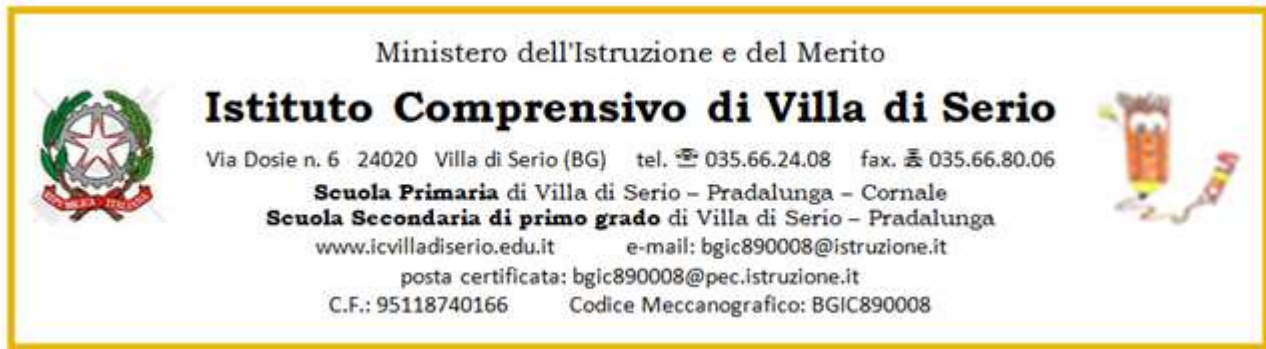 Ministero dell'Istruzione e del Merito
Istituto Comprensivo di Villa di Serio
Via Dosie n. 6 24020 Villa di Serio (BG) tel. ☏ 035.66.24.08 fax. 035.66.80.06
Scuola Primaria di Villa di Serio – Pradalunga – Cornale
Scuola Secondaria di primo grado di Villa di Serio – Pradalunga
www.icvilladiserio.edu.it e-mail: bgic890008@istruzione.it
posta certificata: bgic890008@pec.istruzione.it
C.F.: 95118740166 Codice Meccanografico: BGIC890008
REPVBBLICA ITALIANA